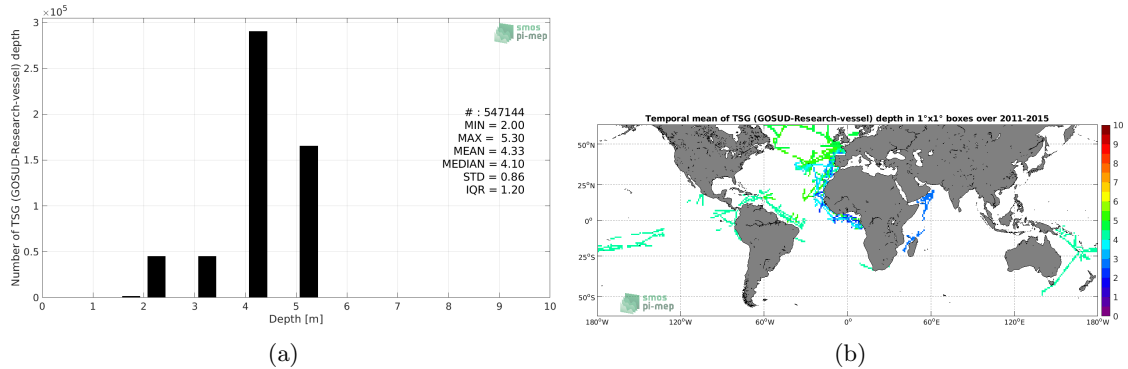 ×10⁵
3
2.5
2
1.5
1
0.5
0
Number of TSG (GOSUD-Research-vessel) depth
smos
pi-mep
# : 547144
MIN = 2.00
MAX = 5.30
MEAN = 4.33
MEDIAN = 4.10
STD = 0.86
IQR = 1.20
0 1 2 3 4 5 6 7 8 9 10
Depth [m]
(a)
Temporal mean of TSG (GOSUD-Research-vessel) depth in 1°x1° boxes over 2011-2015
50°N
25°N
0°
25°S
50°S
smos
pi-mep
180°W 120°W 60°W 0° 60°E 120°E 180°W
10
9
8
7
6
5
4
3
2
1
0
(b)